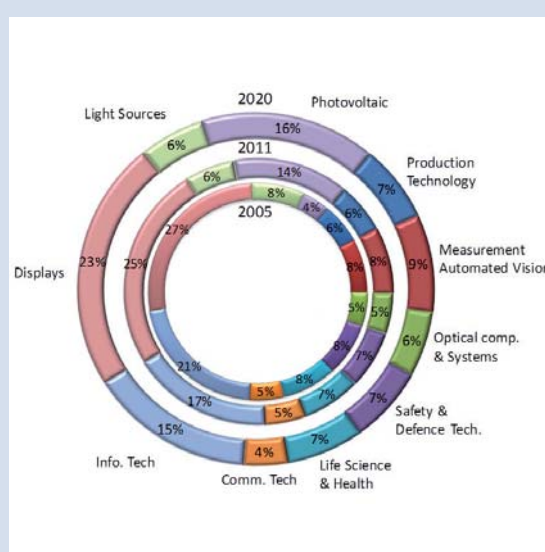 2020
Photovoltaic
Light Sources
16%
6%
2011
Production
Technology
14%
6%
7%
8%
4%
6%
2005
6%
27%
Measurement
Automated Vision
8%
8%
9%
Displays
23%
25%
5%
5%
6%
Optical comp.
& Systems
8%
7%
21%
8%
7%
7%
Safety &
Defence Tech.
5%
17%
5%
15%
4%
7%
Info. Tech
Comm. Tech
Life Science
& Health